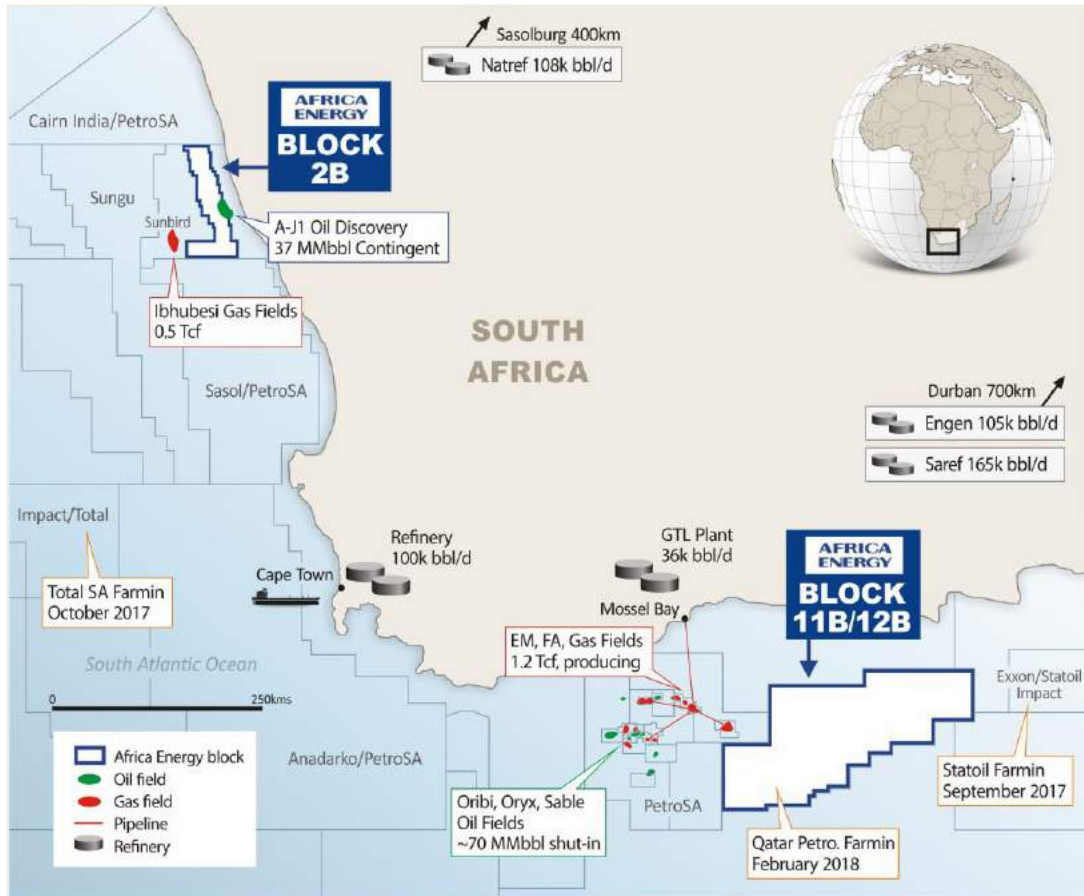 Sasolburg 400km
Natref 108k bbl/d
AFRICA
ENERGY
BLOCK
2B
Cairn India/PetroSA
Sungu
Sunbird
A-J1 Oil Discovery
37 MMbbl Contingent
Ibhubesi Gas Fields
0.5 Tcf
SOUTH
AFRICA
Sasol/PetroSA
Durban 700km
Engen 105k bbl/d
Saref 165k bbl/d
Impact/Total
Total SA Farmin
October 2017
Refinery
100k bbl/d
Cape Town
GTL Plant
36k bbl/d
Mossel Bay
AFRICA
ENERGY
BLOCK
11B/12B
EM, FA, Gas Fields
1.2 Tcf, producing
South Atlantic Ocean
0 250kms
Exxon/Statoil
Impact
Africa Energy block
Oil field
Gas field
Pipeline
Refinery
Anadarko/PetroSA
Oribi, Oryx, Sable
Oil Fields
~70 MMbbl shut-in
PetroSA
Qatar Petro. Farmin
February 2018
Statoil Farmin
September 2017